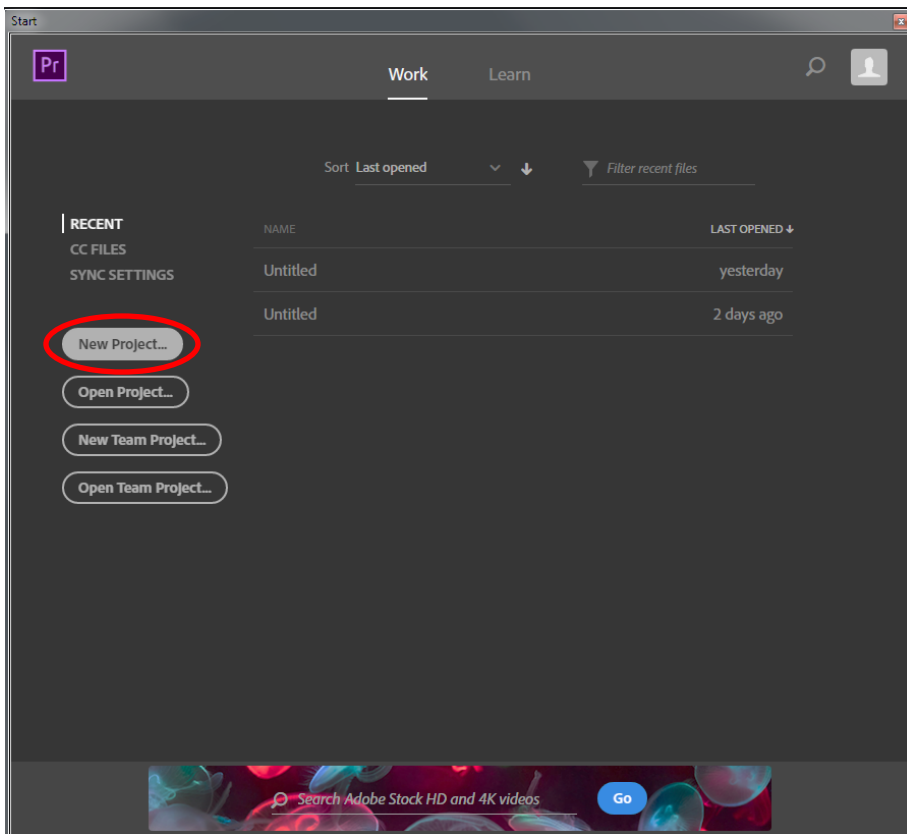 Start
Pr
Work Learn
Sort Last opened
Filter recent files
RECENT
CC FILES
SYNC SETTINGS
NAME LAST OPENED
Untitled yesterday
Untitled 2 days ago
New Project...
Open Project...
New Team Project...
Open Team Project...
Search Adobe Stock HD and 4K videos
Go